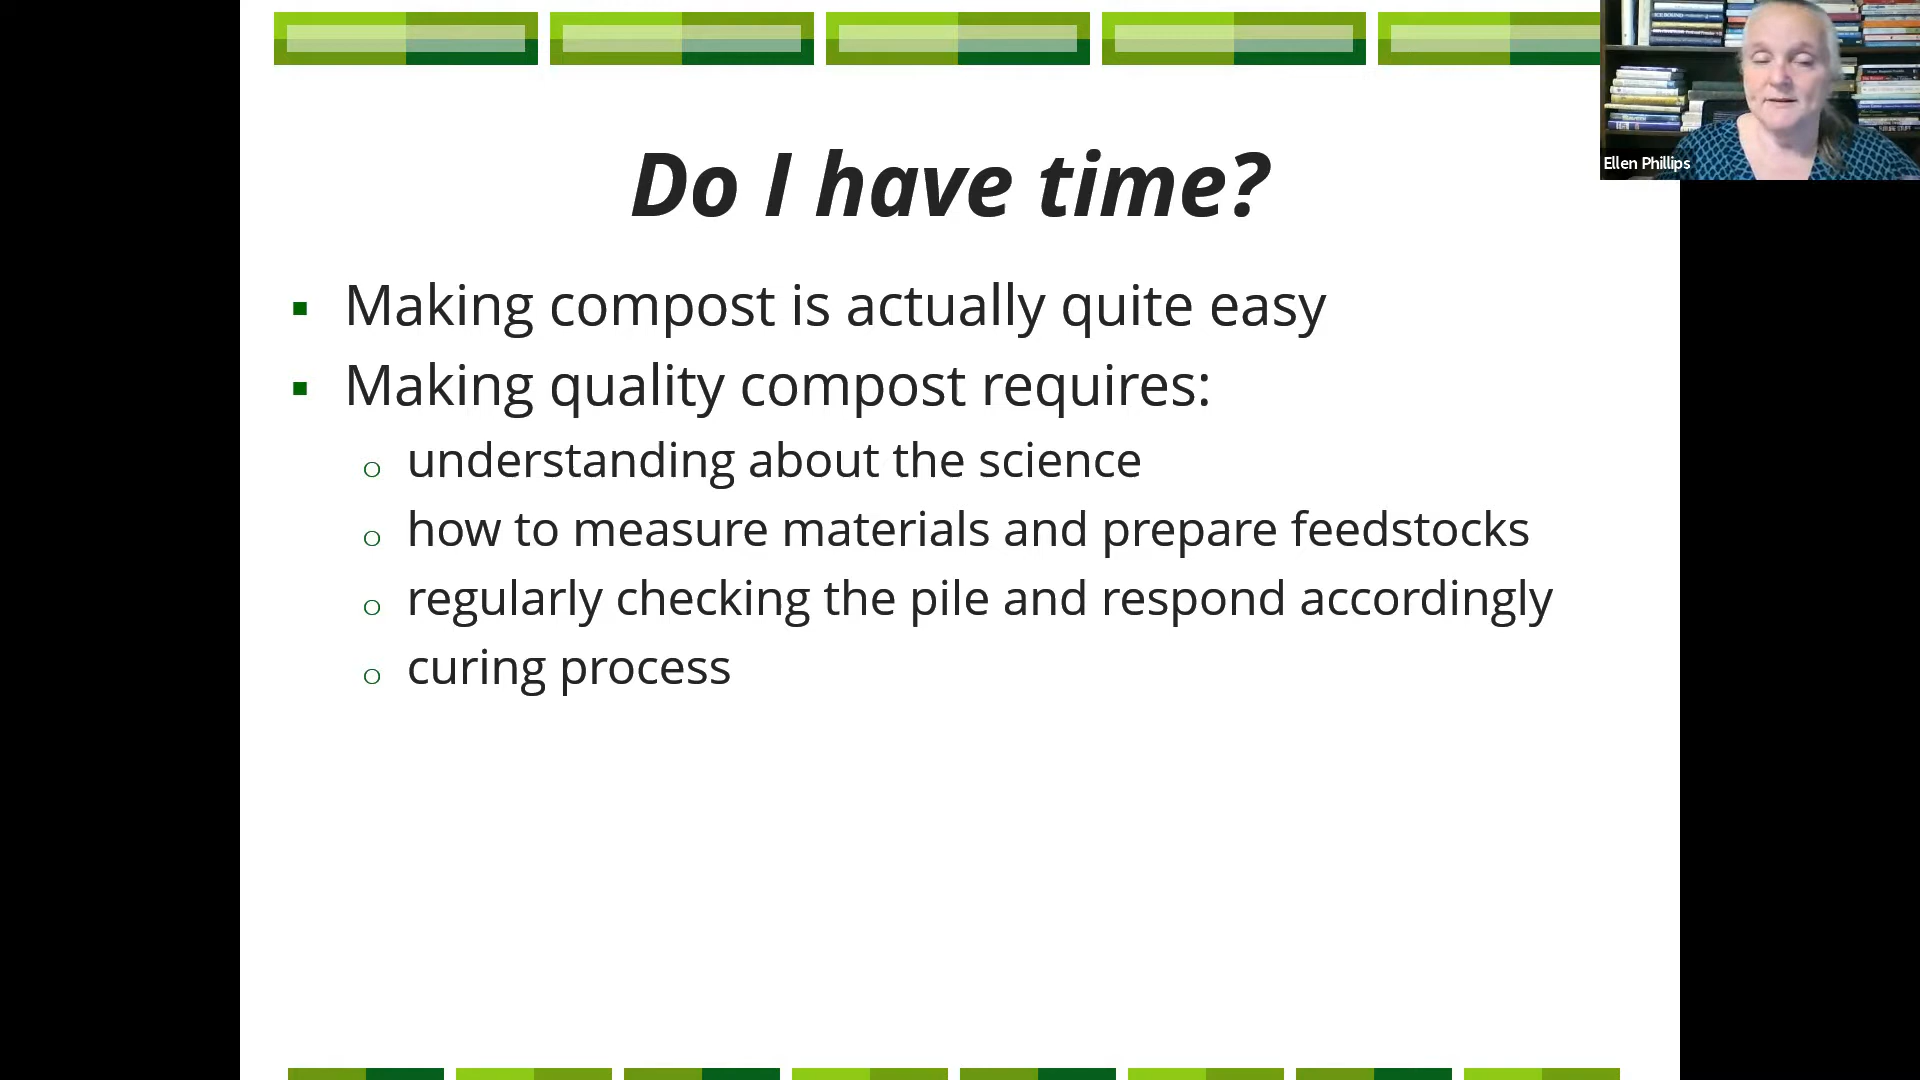 Do I have time?
Ellen Phillips
▪ Making compost is actually quite easy
▪ Making quality compost requires:
o understanding about the science
o how to measure materials and prepare feedstocks
o regularly checking the pile and respond accordingly
o curing process